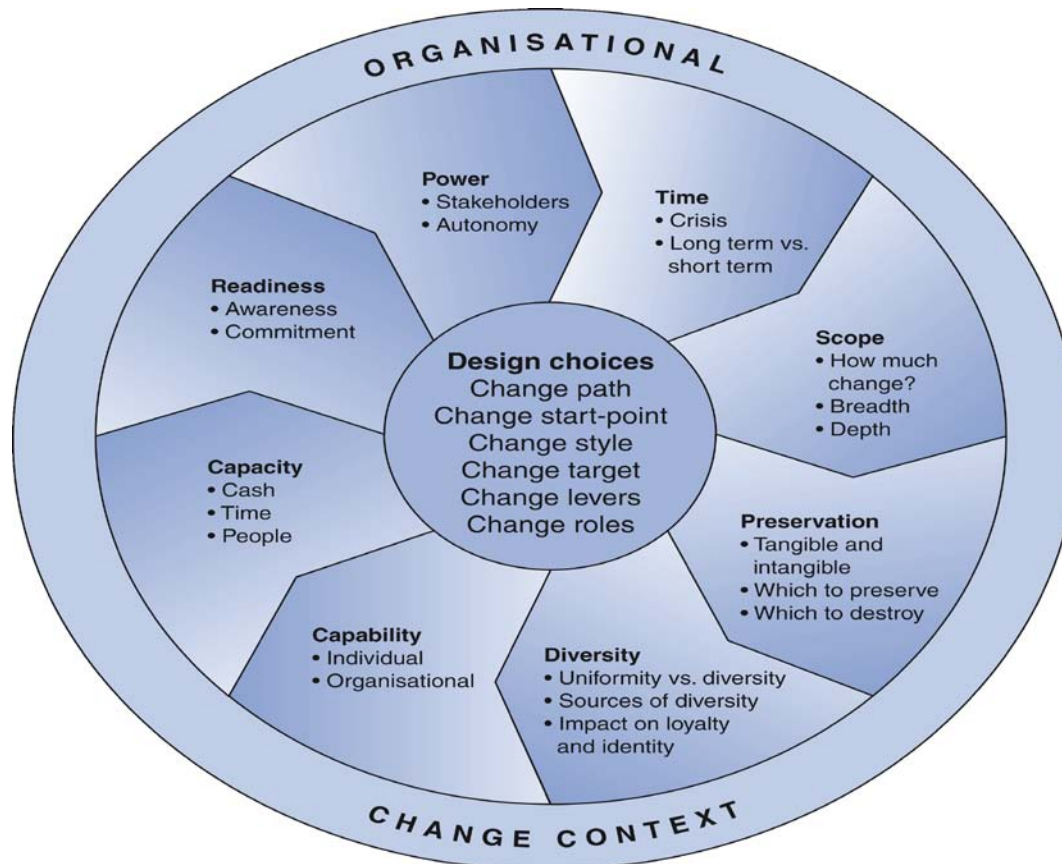 ORGANISATIONAL
Power
• Stakeholders
• Autonomy
Time
• Crisis
• Long term vs.
short term
Readiness
• Awareness
• Commitment
Scope
• How much
change?
• Breadth
• Depth
Design choices
Change path
Change start-point
Change style
Change target
Change levers
Change roles
Capacity
• Cash
• Time
• People
Preservation
• Tangible and
intangible
• Which to preserve
• Which to destroy
Capability
• Individual
• Organisational
Diversity
• Uniformity vs. diversity
• Sources of diversity
• Impact on loyalty
and identity
CHANGE CONTEXT